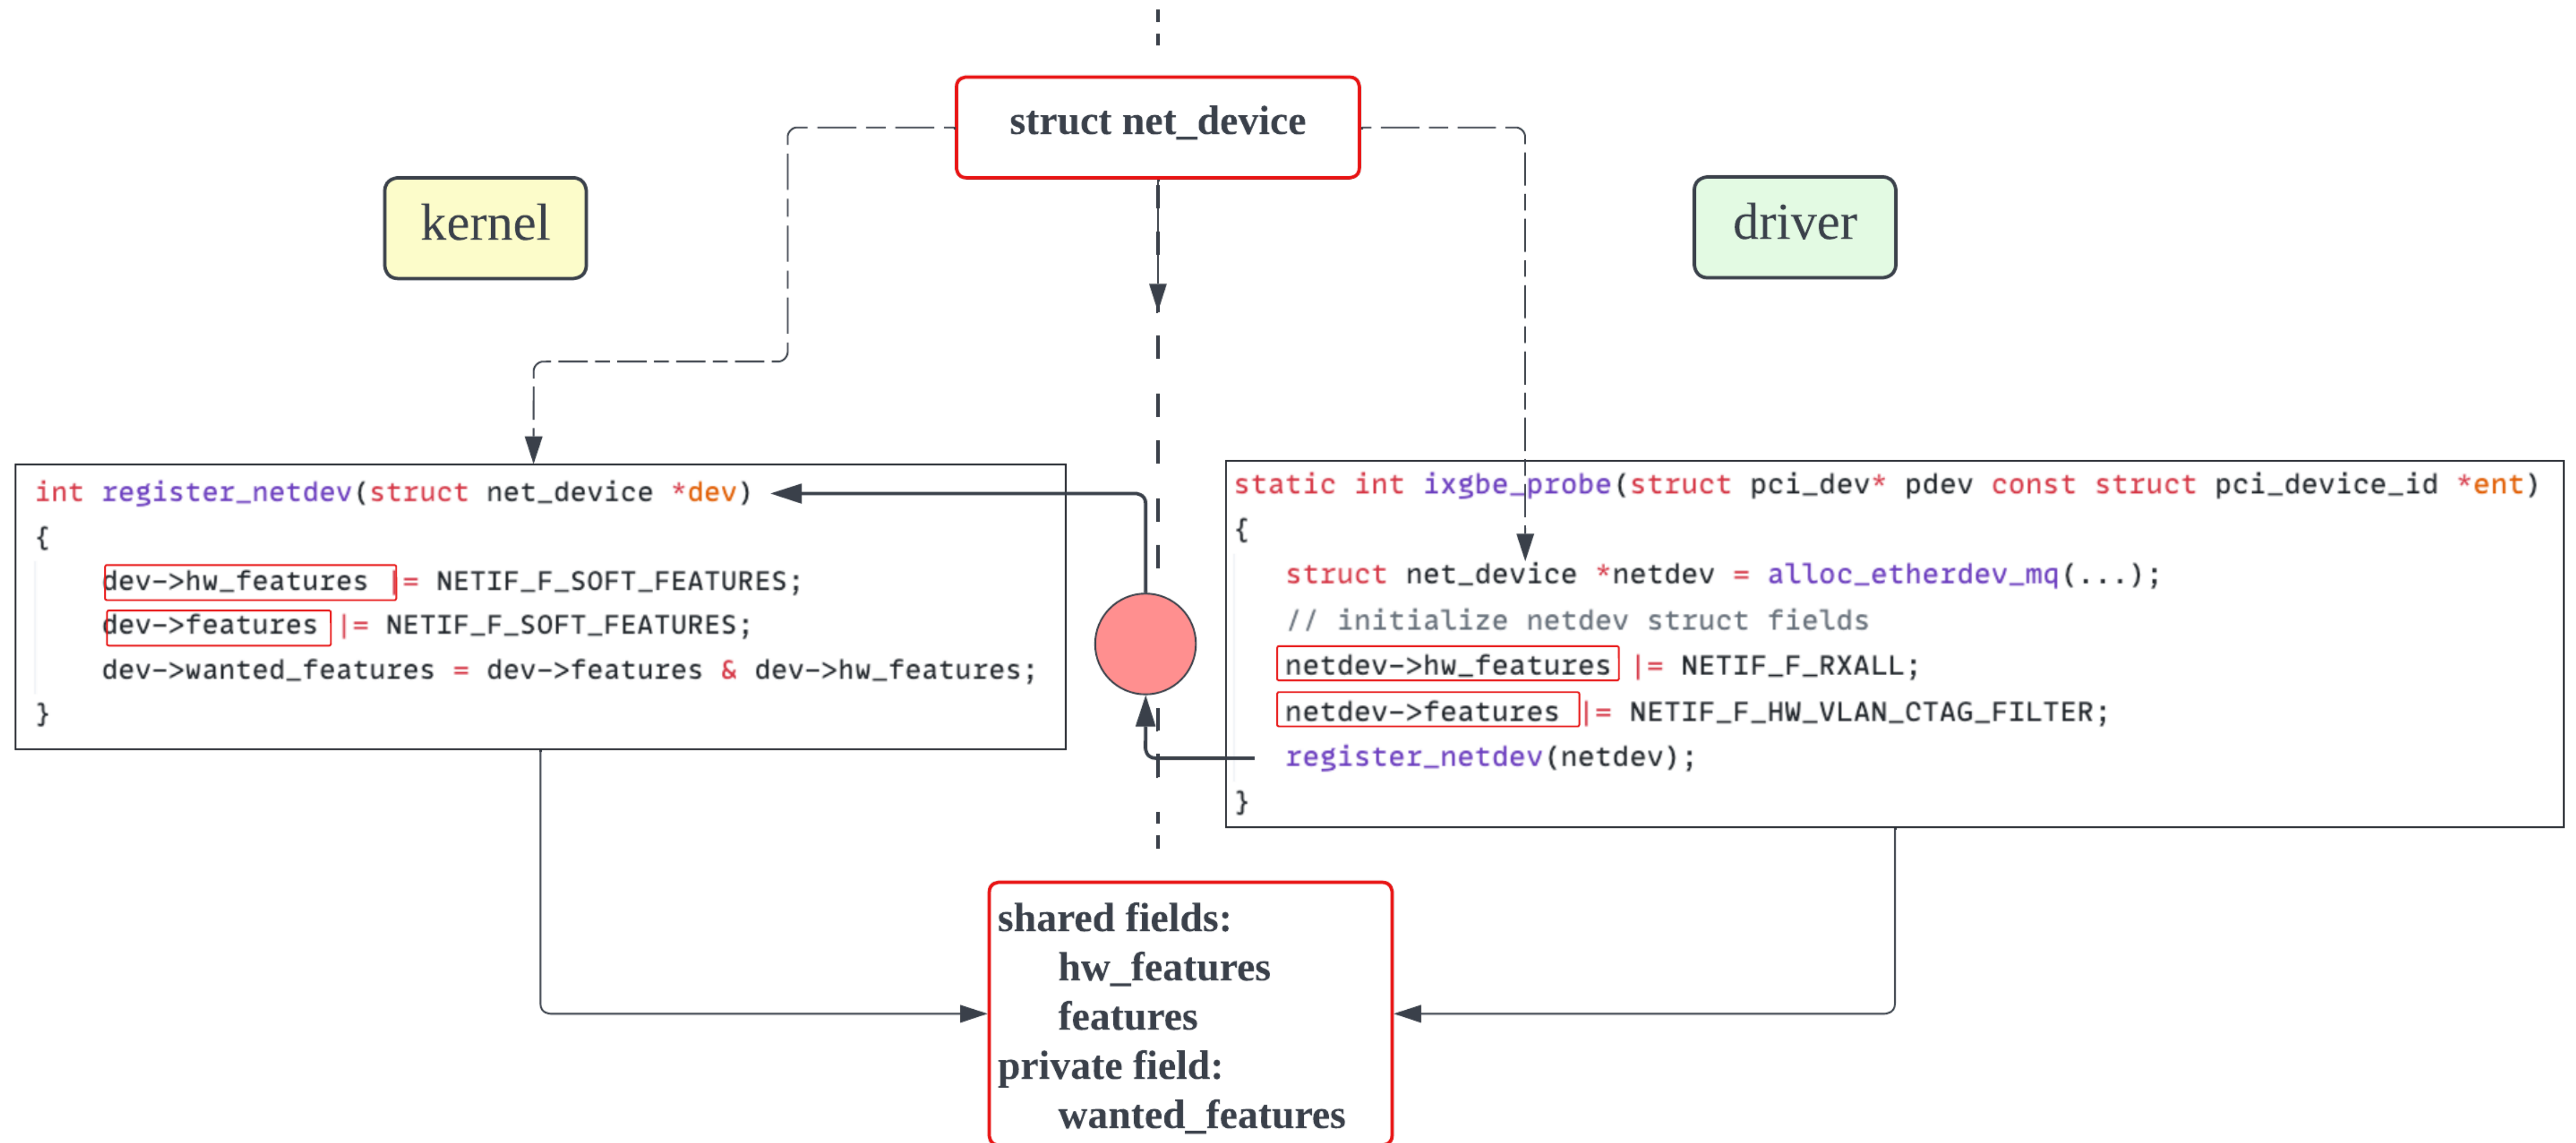 struct net_device
kernel
driver
int register_netdev(struct net_device *dev)
{
dev->hw_features |= NETIF_F_SOFT_FEATURES;
dev->features |= NETIF_F_SOFT_FEATURES;
dev->wanted_features = dev->features & dev->hw_features;
}
static int ixgbe_probe(struct pci_dev* pdev const struct pci_device_id *ent)
{
struct net_device *netdev = alloc_etherdev_mq(...);
// initialize netdev struct fields
netdev->hw_features |= NETIF_F_RXALL;
netdev->features |= NETIF_F_HW_VLAN_CTAG_FILTER;
register_netdev(netdev);
}
shared fields:
hw_features
features
private field:
wanted_features